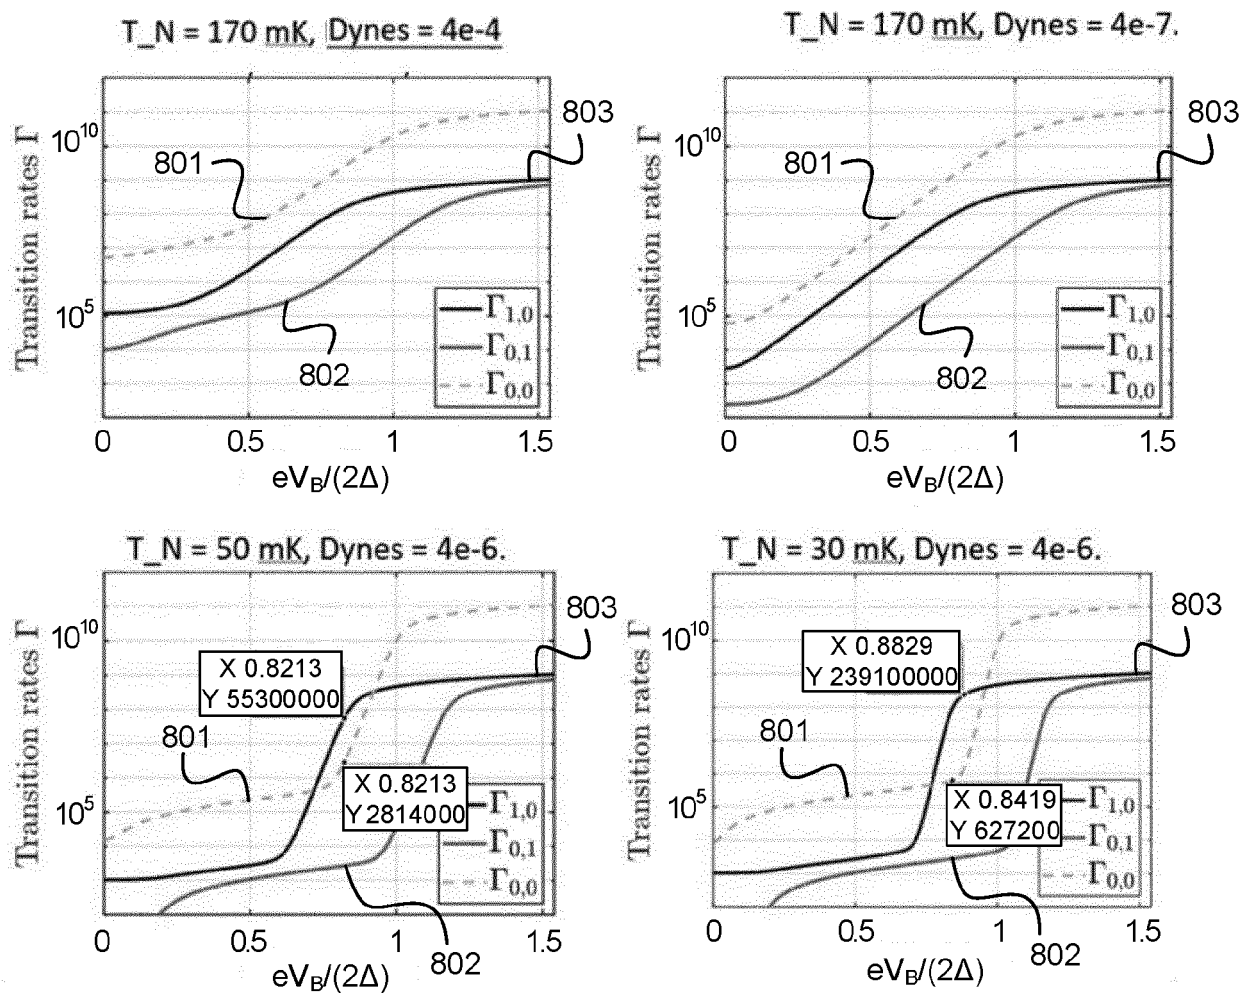 T_N = 170 mK, Dynes = 4e-4
Transition rates Γ
10^10
10^5
801
803
802
Γ1,0
Γ0,1
Γ0,0
0 0.5 1 1.5
eV_B/(2Δ)
T_N = 170 mK, Dynes = 4e-7.
Transition rates Γ
10^10
10^5
801
803
802
Γ1,0
Γ0,1
Γ0,0
0 0.5 1 1.5
eV_B/(2Δ)
T_N = 50 mK, Dynes = 4e-6.
Transition rates Γ
10^10
10^5
803
X 0.8213
Y 55300000
801
X 0.8213
Y 2814000
Γ1,0
Γ0,1
Γ0,0
802
0 0.5 1 1.5
eV_B/(2Δ)
T_N = 30 mK, Dynes = 4e-6.
Transition rates Γ
10^10
10^5
803
X 0.8829
Y 239100000
801
X 0.8419
Y 627200
Γ1,0
Γ0,1
Γ0,0
802
0 0.5 1 1.5
eV_B/(2Δ)